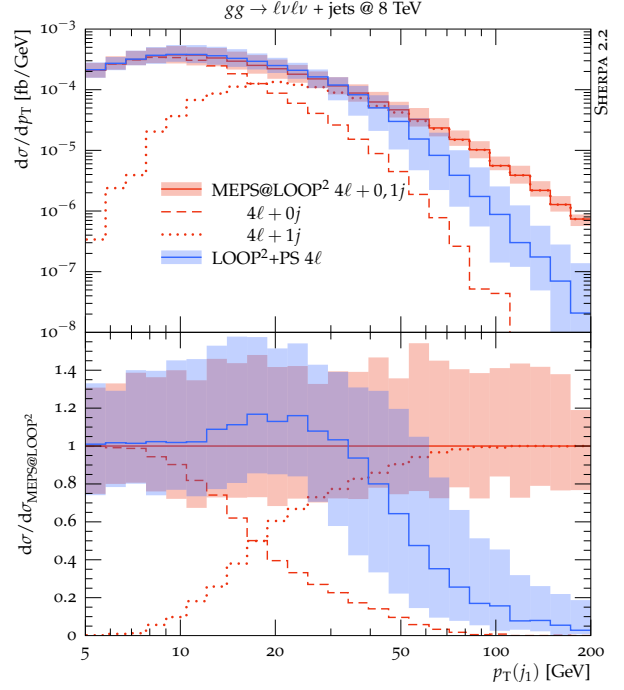 gg → ℓνℓν + jets @ 8 TeV
SHERPA 2.2
dσ/dp_T [fb/GeV]
10^−3
10^−4
10^−5
10^−6
10^−7
10^−8
MEPS@LOOP² 4ℓ + 0, 1j
4ℓ + 0j
4ℓ + 1j
LOOP²+PS 4ℓ
dσ/dσ_MEPS@LOOP²
1.4
1.2
1
0.8
0.6
0.4
0.2
0
5 10 20 50 100 200
p_T(j_1) [GeV]